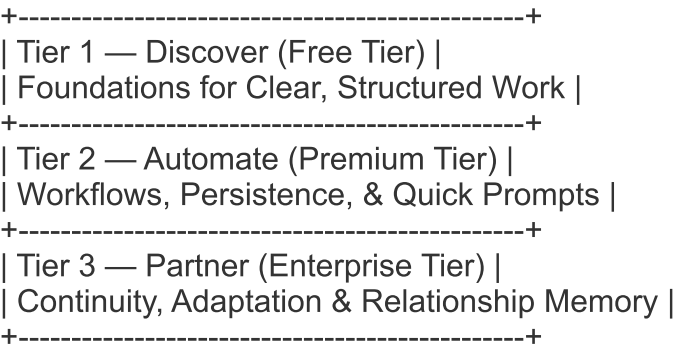 +------------------------------------------------+
| Tier 1 — Discover (Free Tier) |
| Foundations for Clear, Structured Work |
+------------------------------------------------+
| Tier 2 — Automate (Premium Tier) |
| Workflows, Persistence, & Quick Prompts |
+------------------------------------------------+
| Tier 3 — Partner (Enterprise Tier) |
| Continuity, Adaptation & Relationship Memory |
+------------------------------------------------+